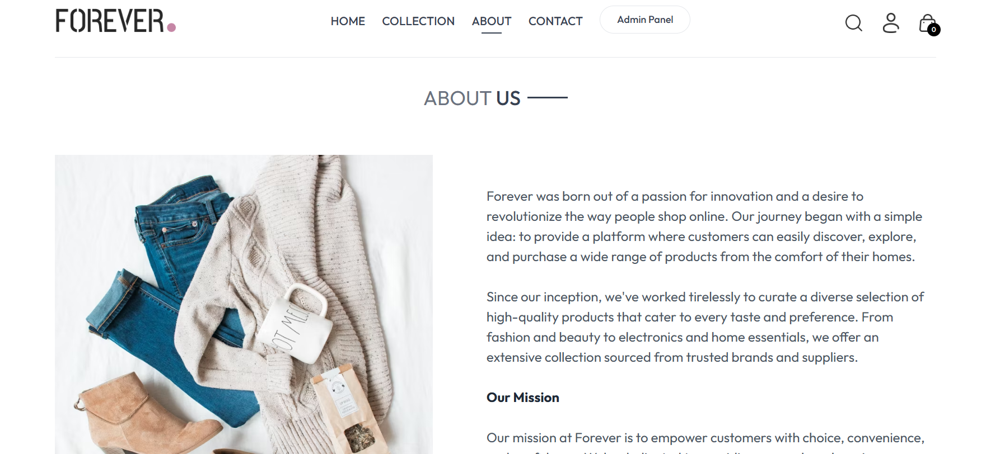 FOREVER.
HOME COLLECTION ABOUT CONTACT Admin Panel
0
ABOUT US
Forever was born out of a passion for innovation and a desire to
revolutionize the way people shop online. Our journey began with a simple
idea: to provide a platform where customers can easily discover, explore,
and purchase a wide range of products from the comfort of their homes.
Since our inception, we've worked tirelessly to curate a diverse selection of
high-quality products that cater to every taste and preference. From
fashion and beauty to electronics and home essentials, we offer an
extensive collection sourced from trusted brands and suppliers.
Our Mission
Our mission at Forever is to empower customers with choice, convenience,